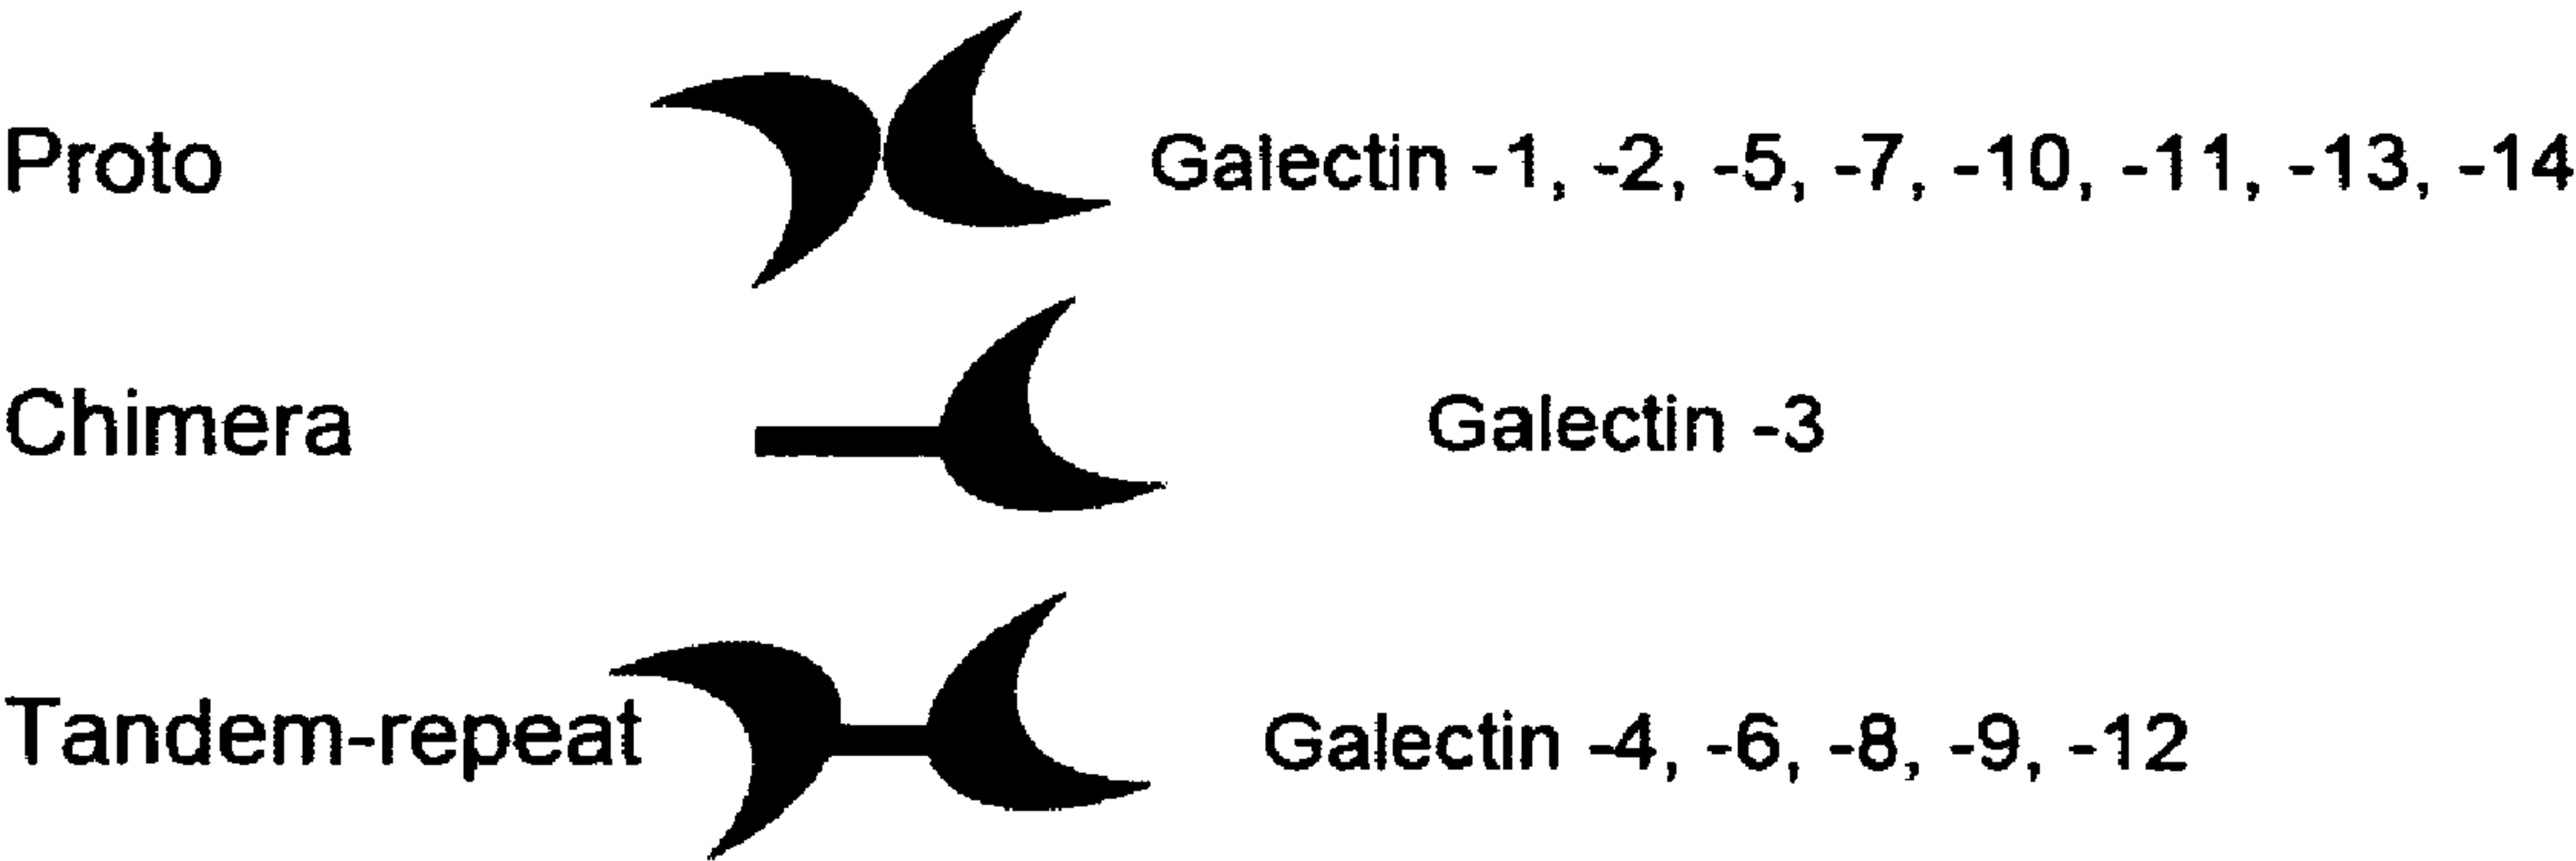 Proto Galectin -1, -2, -5, -7, -10, -11, -13, -14
Chimera Galectin -3
Tandem-repeat Galectin -4, -6, -8, -9, -12